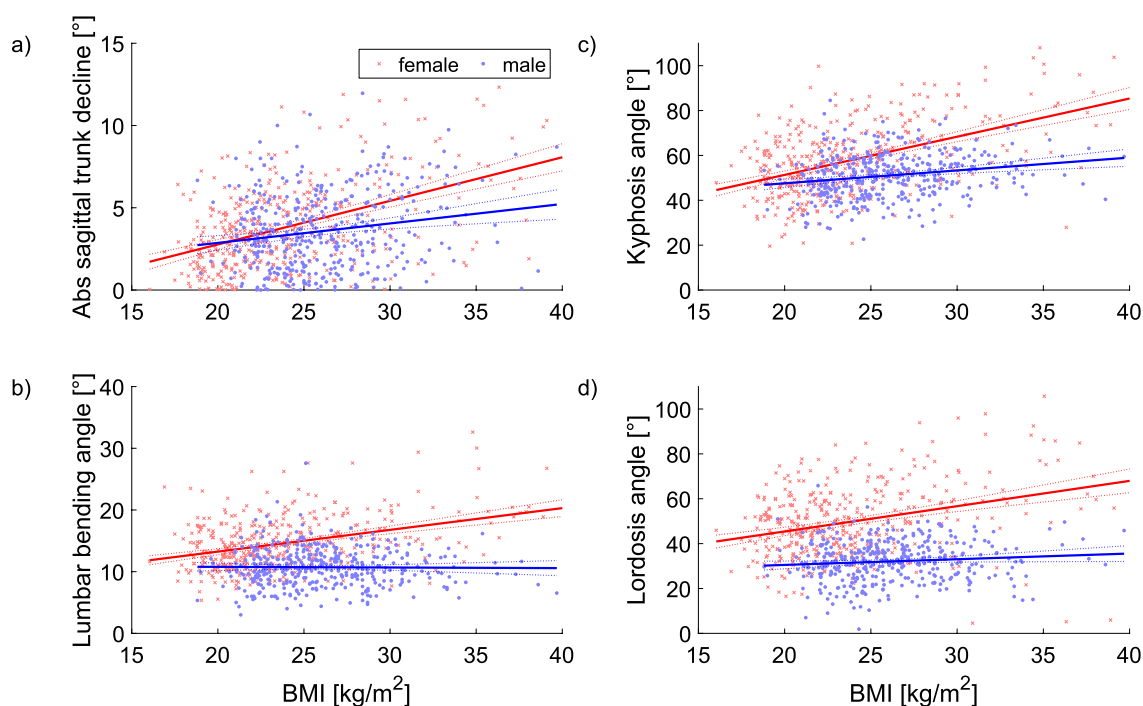 a)
Abs sagittal trunk decline [°]
15
10
5
0
15 20 25 30 35 40
female male
c)
Kyphosis angle [°]
100
80
60
40
20
0
15 20 25 30 35 40
b)
Lumbar bending angle [°]
40
30
20
10
0
15 20 25 30 35 40
BMI [kg/m²]
d)
Lordosis angle [°]
100
80
60
40
20
0
15 20 25 30 35 40
BMI [kg/m²]